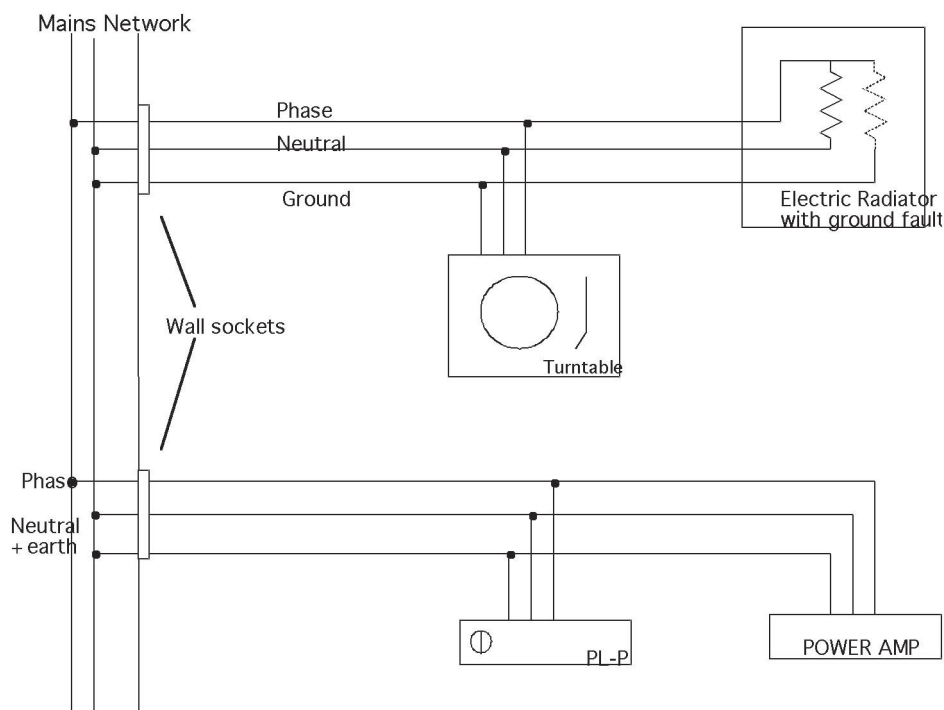 Mains Network
Phase
Neutral
Ground
Electric Radiator
with ground fault
Wall sockets
Turntable
Phas
Neutral
+ earth
PL-P
POWER AMP